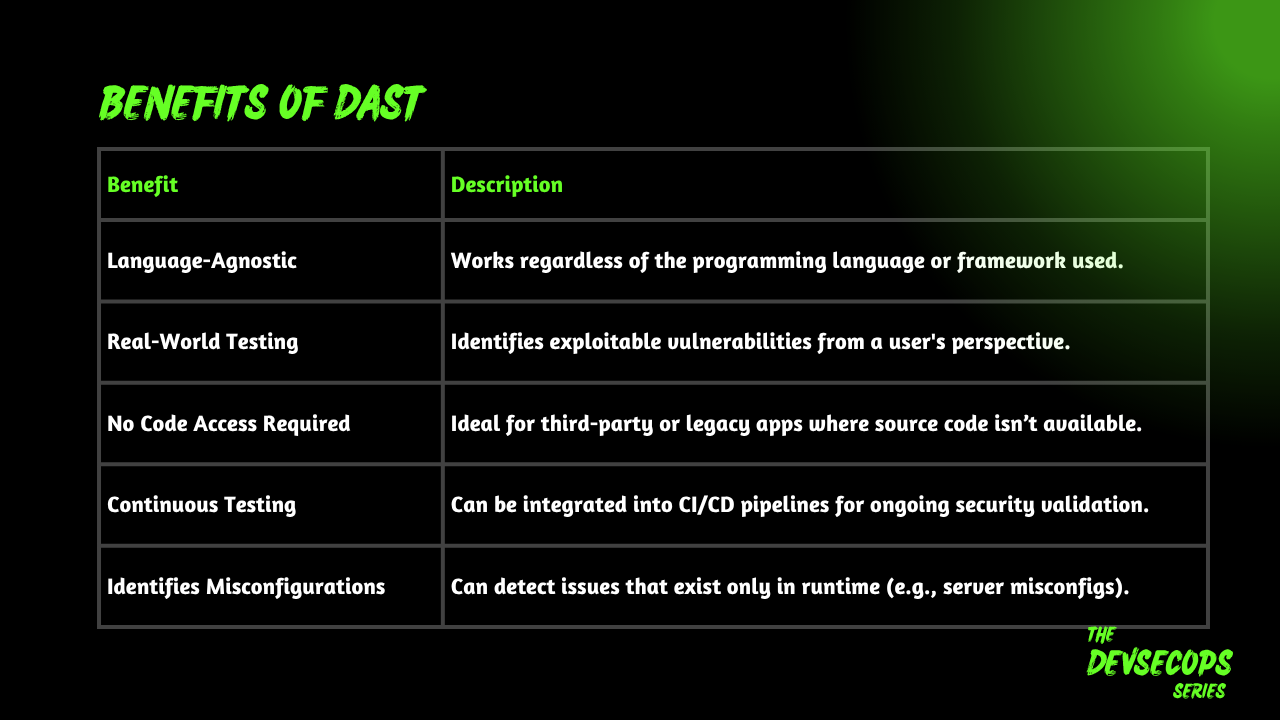 BENEFITS OF DAST
Benefit
Description
Language-Agnostic
Works regardless of the programming language or framework used.
Real-World Testing
Identifies exploitable vulnerabilities from a user's perspective.
No Code Access Required
Ideal for third-party or legacy apps where source code isn’t available.
Continuous Testing
Can be integrated into CI/CD pipelines for ongoing security validation.
Identifies Misconfigurations
Can detect issues that exist only in runtime (e.g., server misconfigs).
THE
DEVSECOPS
SERIES